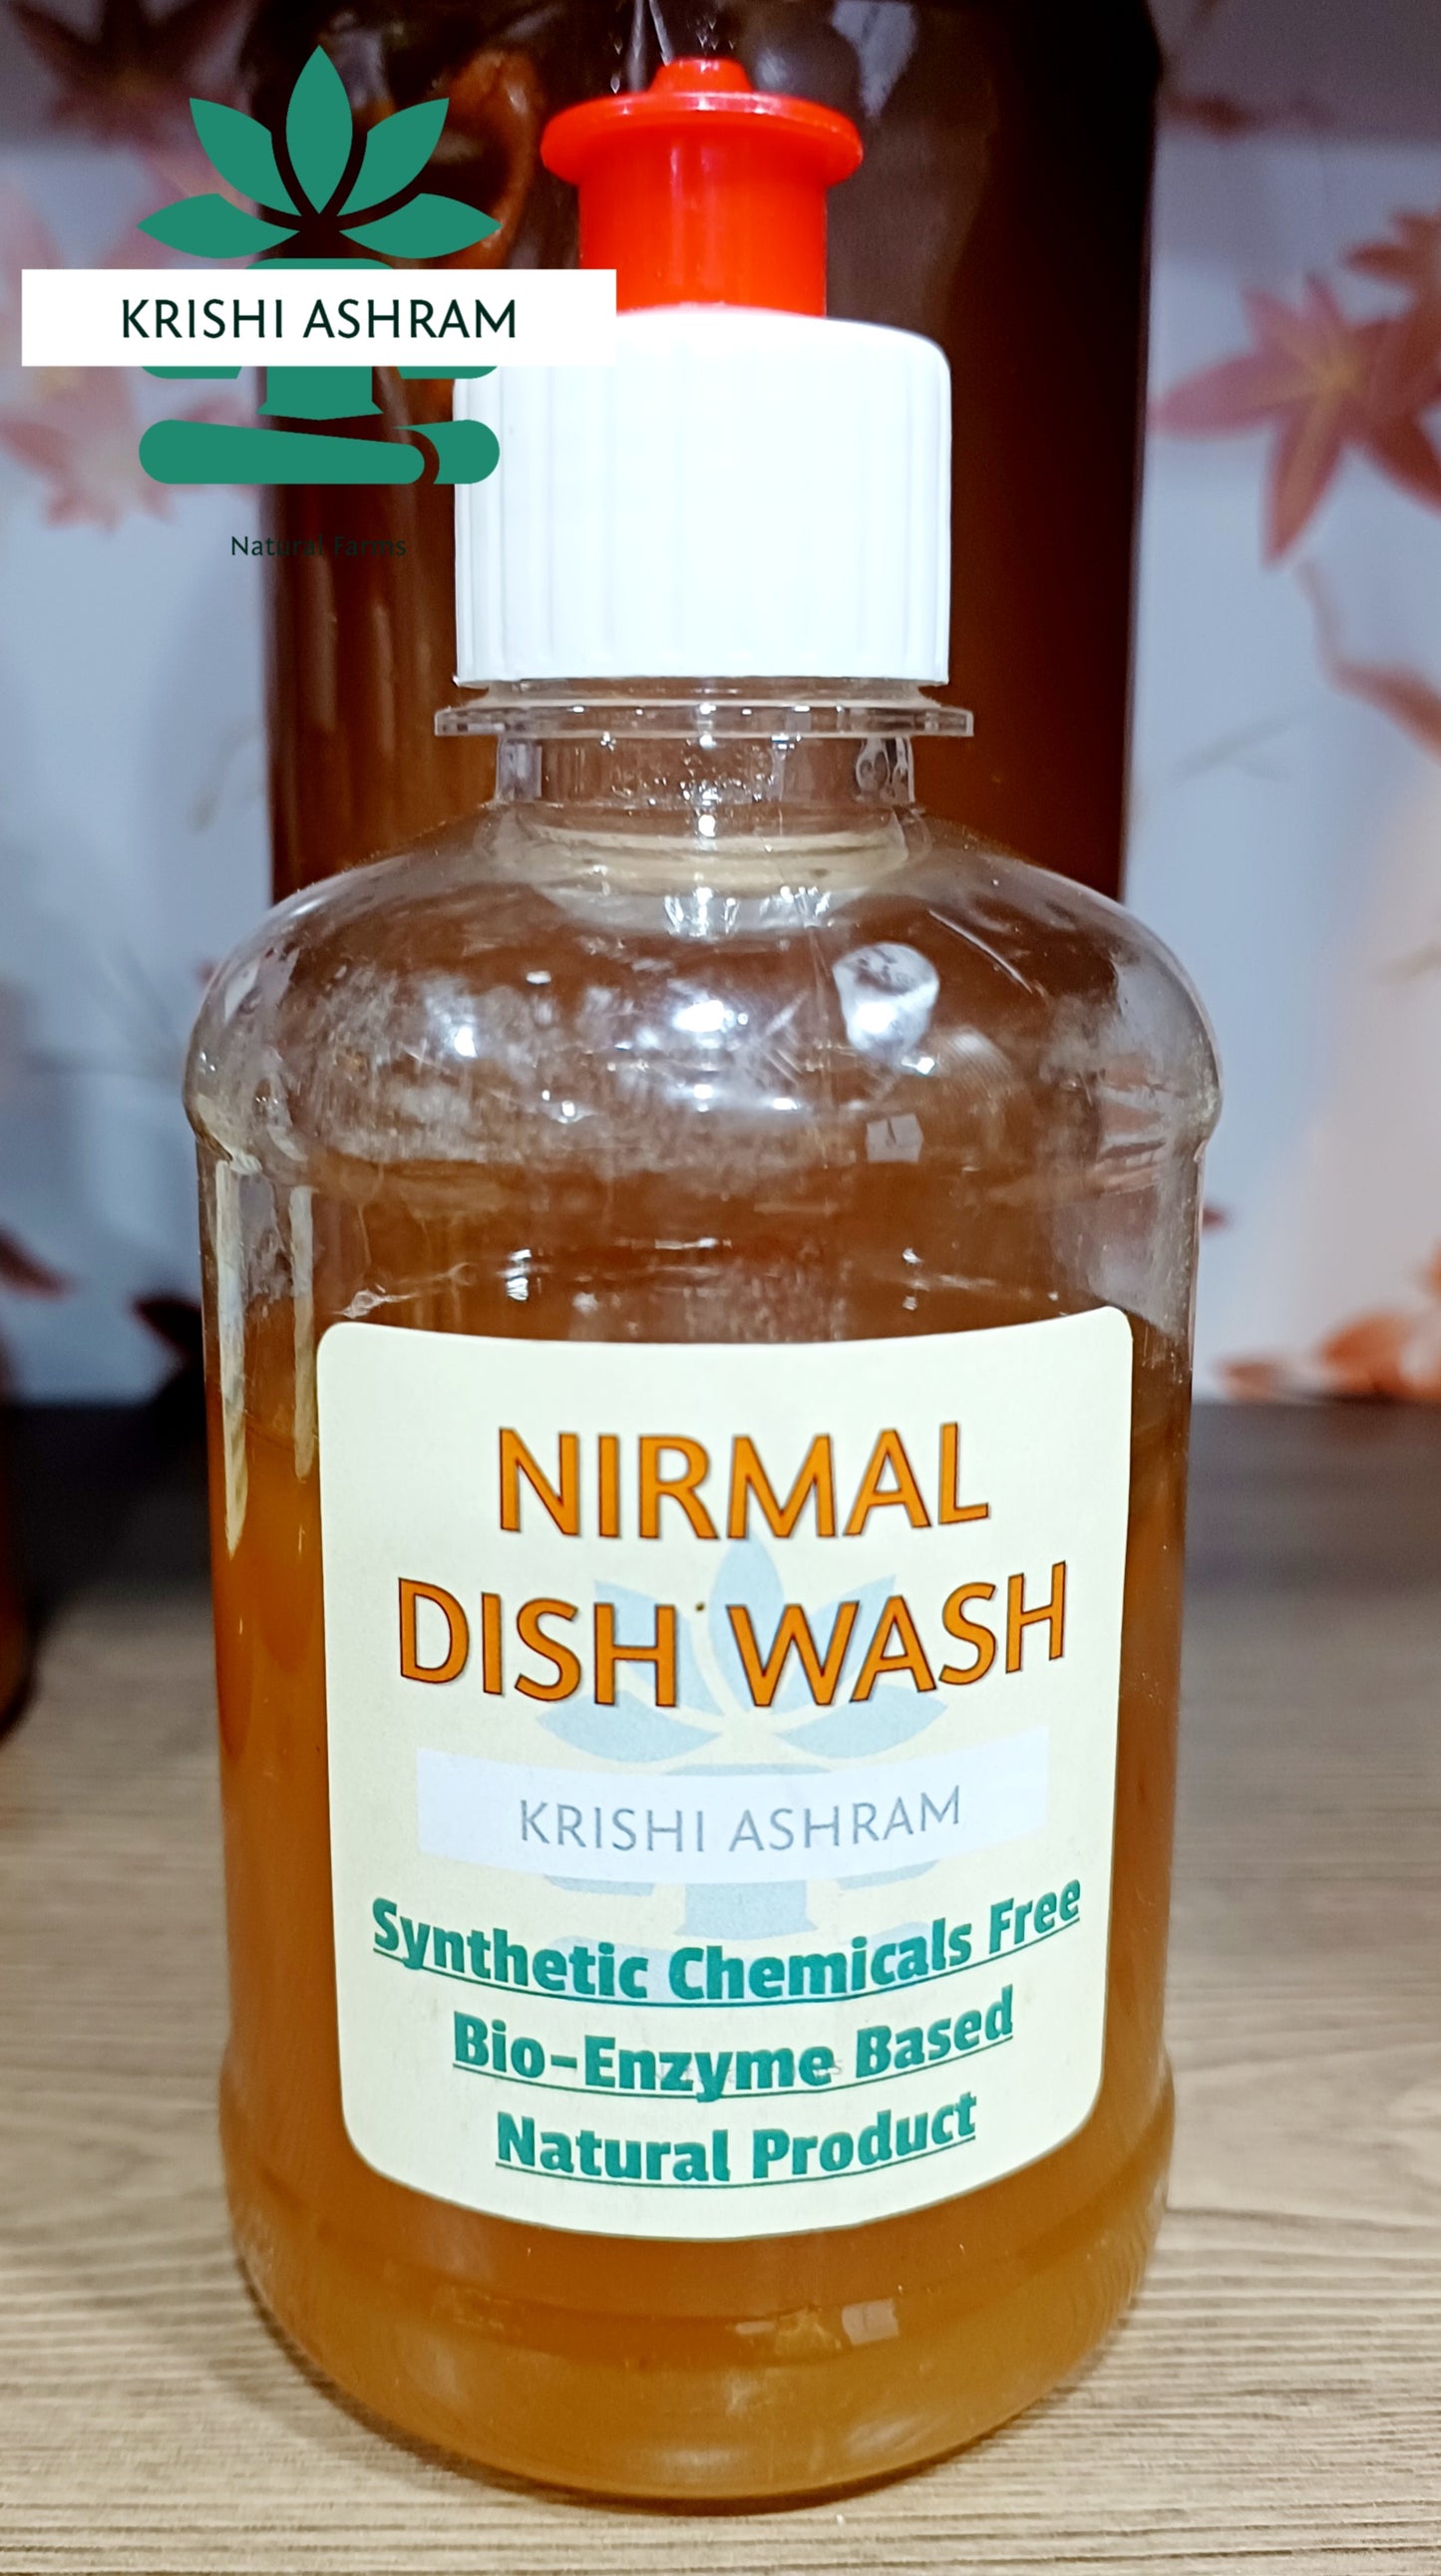 KRISHI ASHRAM
Natural Farms
NIRMAL
DISH WASH
KRISHI ASHRAM
Synthetic Chemicals Free
Bio-Enzyme Based
Natural Product